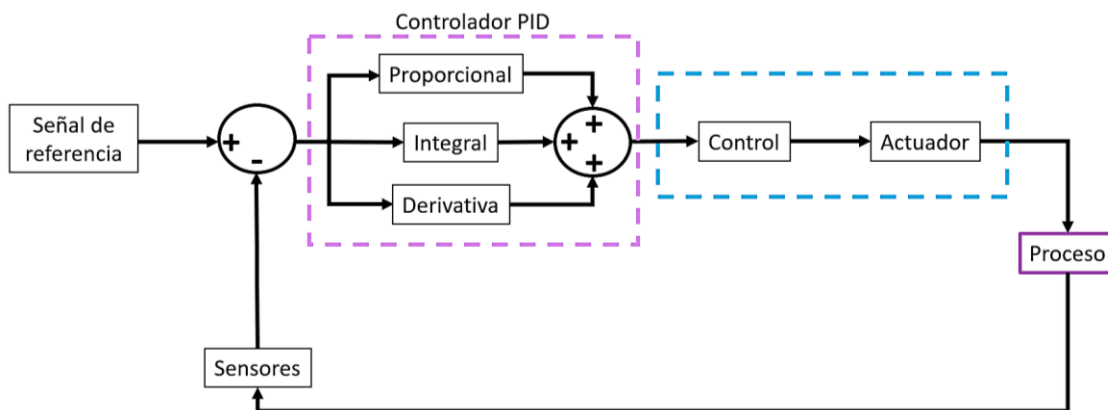 Controlador PID
Proporcional
Señal de
referencia
+
-
Integral
Derivativa
+
+
+
Control
Actuador
Proceso
Sensores